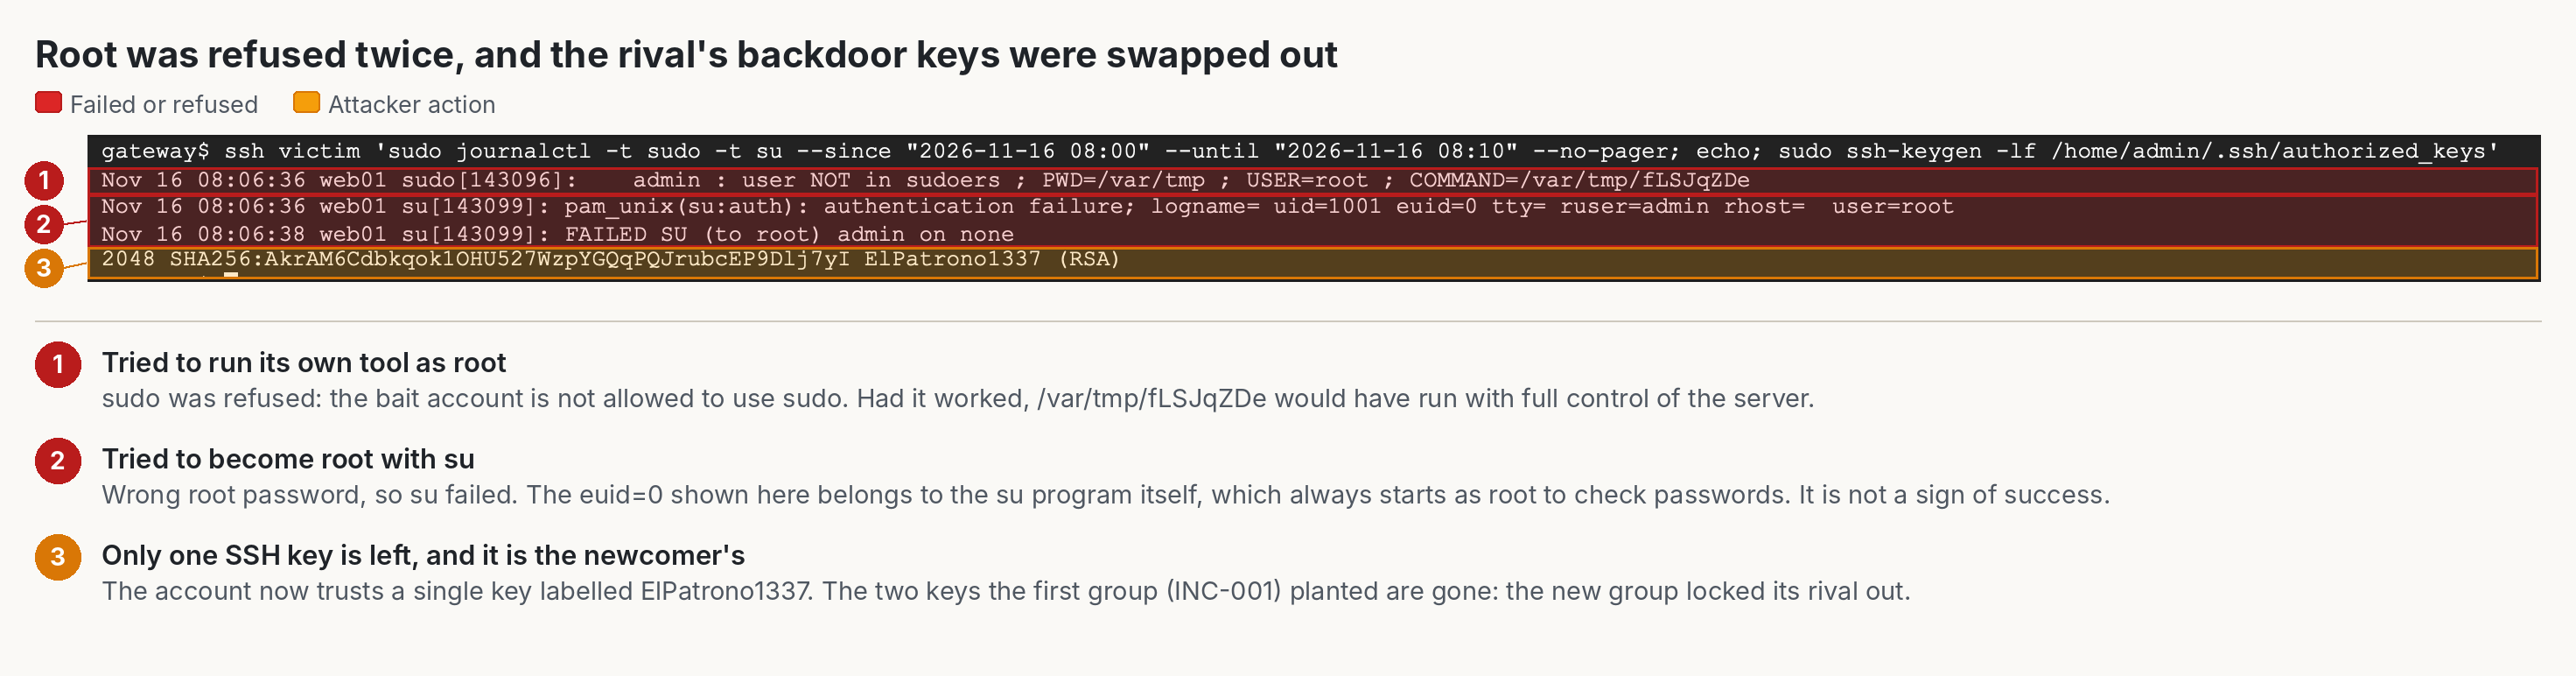 Root was refused twice, and the rival's backdoor keys were swapped out
Failed or refused Attacker action
gateway$ ssh victim 'sudo journalctl -t sudo -t su --since "2026-11-16 08:00" --until "2026-11-16 08:10" --no-pager; echo; sudo ssh-keygen -lf /home/admin/.ssh/authorized_keys'
1 Nov 16 08:06:36 web01 sudo[143096]:    admin : user NOT in sudoers ; PWD=/var/tmp ; USER=root ; COMMAND=/var/tmp/fLSJqZDe
2 Nov 16 08:06:36 web01 su[143099]: pam_unix(su:auth): authentication failure; logname= uid=1001 euid=0 tty= ruser=admin rhost=  user=root
Nov 16 08:06:38 web01 su[143099]: FAILED SU (to root) admin on none
3 2048 SHA256:AkrAM6Cdbkqok1OHU527WzpYGQqPQJrubcEP9Dlj7yI ElPatrono1337 (RSA)
1 Tried to run its own tool as root
sudo was refused: the bait account is not allowed to use sudo. Had it worked, /var/tmp/fLSJqZDe would have run with full control of the server.
2 Tried to become root with su
Wrong root password, so su failed. The euid=0 shown here belongs to the su program itself, which always starts as root to check passwords. It is not a sign of success.
3 Only one SSH key is left, and it is the newcomer's
The account now trusts a single key labelled ElPatrono1337. The two keys the first group (INC-001) planted are gone: the new group locked its rival out.